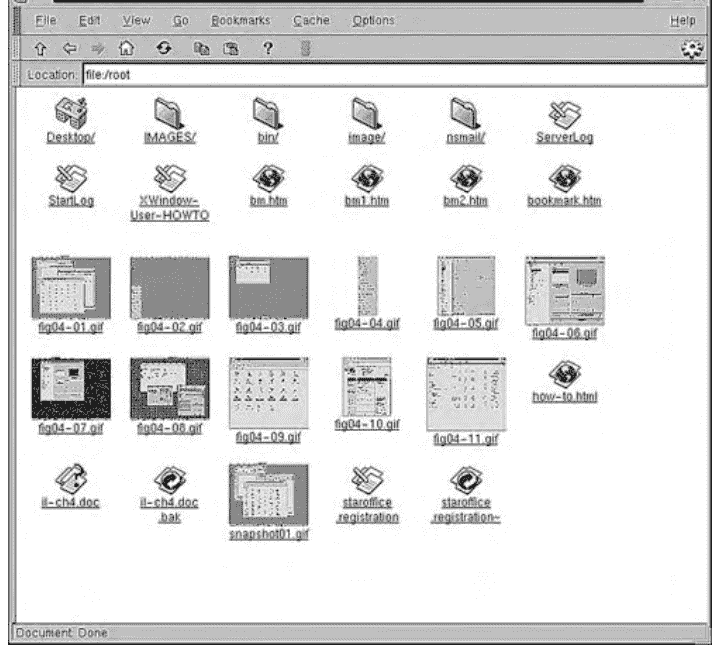 File Edit View Go Bookmarks Cache Options Help
?
Location: file:/root
Desktop/ IMAGES/ bin/ image/ nsmail/ ServerLog
StartLog XWindow- bm.htm bm1.htm bm2.htm bookmark.htm
User-HOWTO
fig04-01.gif fig04-02.gif fig04-03.gif fig04-04.gif fig04-05.gif fig04-06.gif
fig04-07.gif fig04-08.gif fig04-09.gif fig04-10.gif fig04-11.gif how-to.html
il-ch4.doc il-ch4.doc snapshot01.gif staroffice staroffice
.bak .registration .registration~
Document: Done